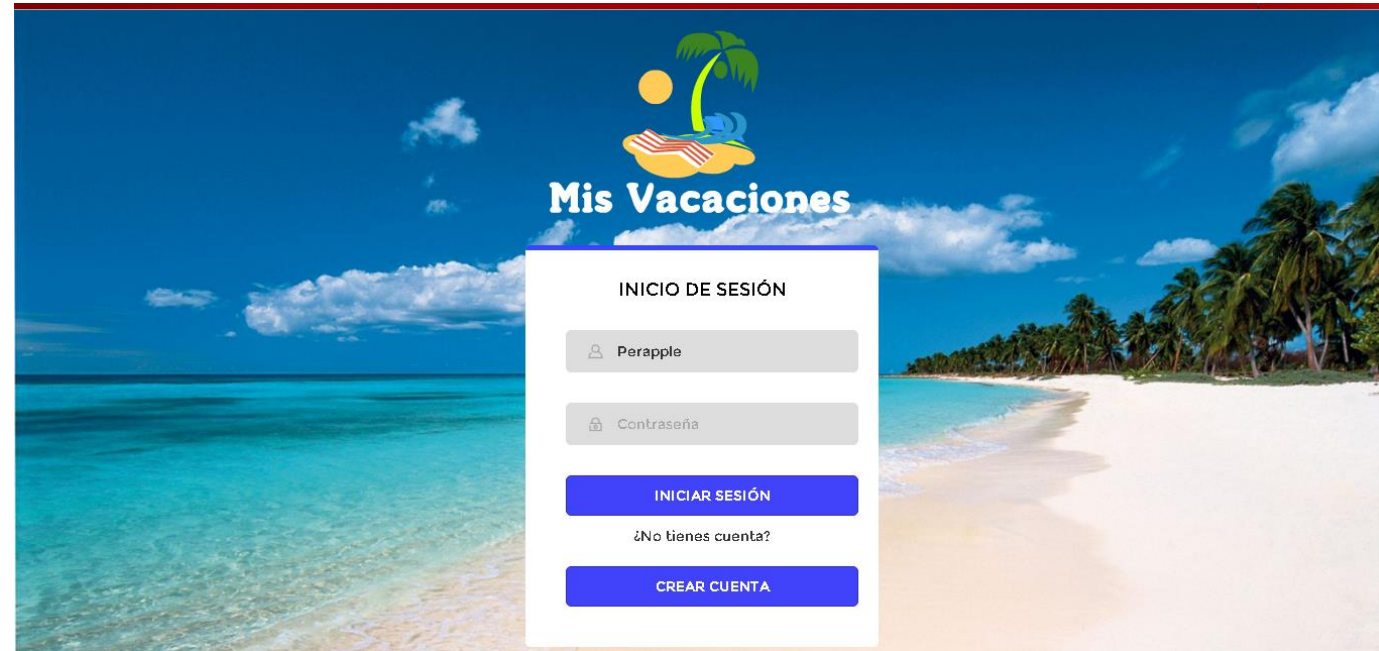 Mis Vacaciones
INICIO DE SESIÓN
Perapple
Contraseña
INICIAR SESIÓN
¿No tienes cuenta?
CREAR CUENTA